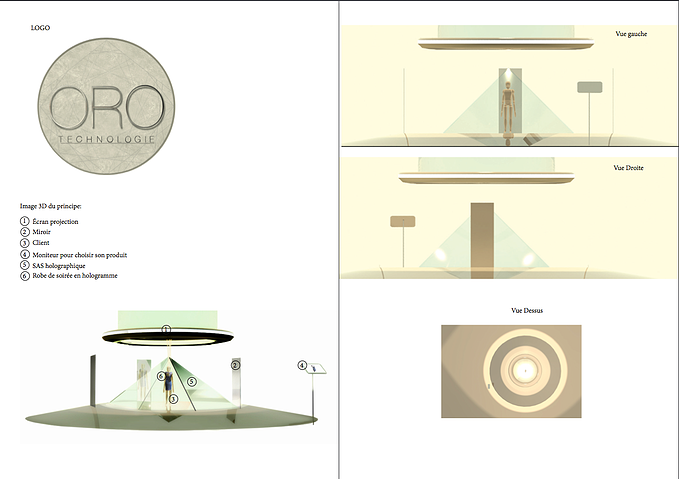 LOGO
ORO
TECHNOLOGIE
Image 3D du principe:
1 Écran projection
2 Miroir
3 Client
4 Moniteur pour choisir son produit
5 SAS holographique
6 Robe de soirée en hologramme
1
2
4
6
5
3
Vue gauche
Vue Droite
Vue Dessus